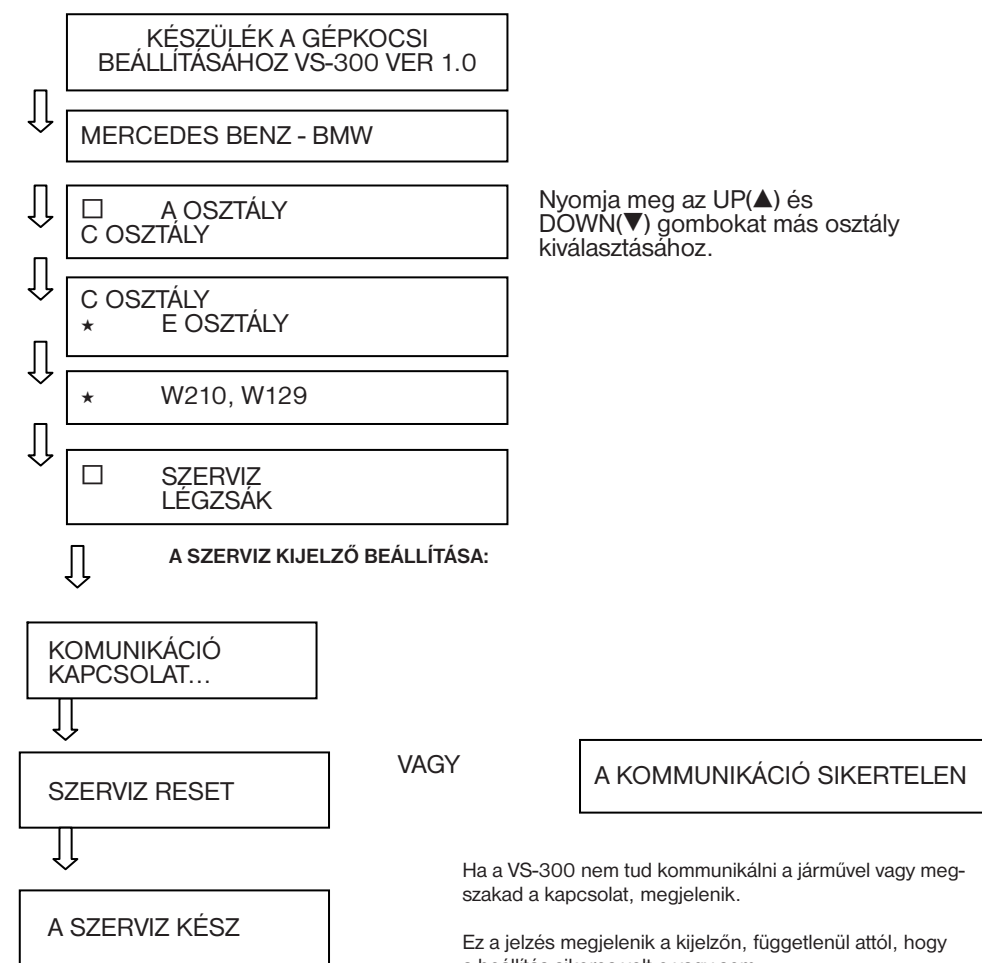 KÉSZÜLÉK A GÉPKOCSI
BEÁLLÍTÁSÁHOZ VS-300 VER 1.0
MERCEDES BENZ - BMW
☐ A OSZTÁLY
C OSZTÁLY
Nyomja meg az UP(▲) és
DOWN(▼) gombokat más osztály
kiválasztásához.
C OSZTÁLY
★ E OSZTÁLY
★ W210, W129
☐ SZERVIZ
LÉGZSÁK
A SZERVIZ KIJELZŐ BEÁLLÍTÁSA:
KOMUNIKÁCIÓ
KAPCSOLAT...
SZERVIZ RESET
VAGY
A KOMMUNIKÁCIÓ SIKERTELEN
A SZERVIZ KÉSZ
Ha a VS-300 nem tud kommunikálni a járművel vagy meg-
szakad a kapcsolat, megjelenik.
Ez a jelzés megjelenik a kijelzőn, függetlenül attól, hogy